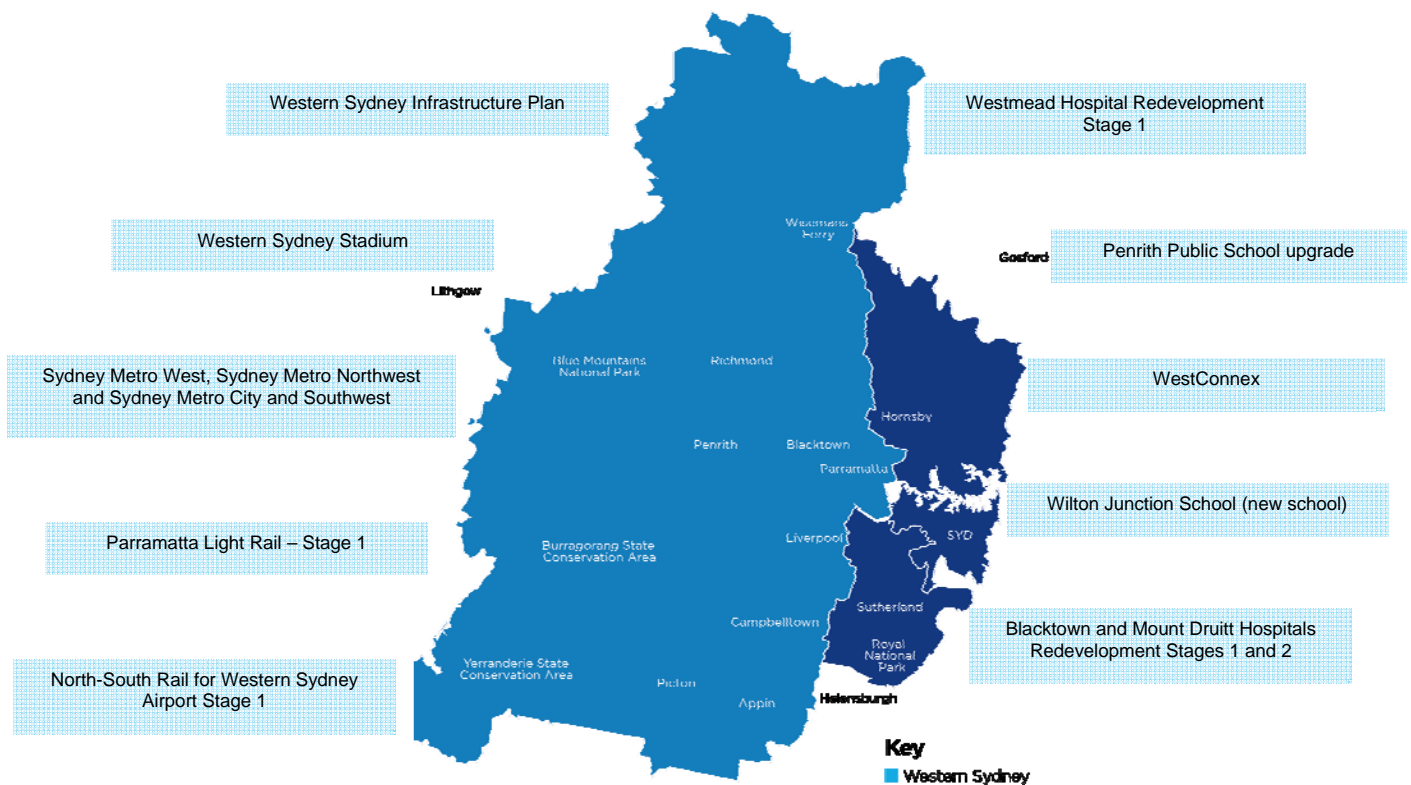 Western Sydney Infrastructure Plan
Westmead Hospital Redevelopment
Stage 1
Western Sydney Stadium
Wisemans
Ferry
Gosford
Penrith Public School upgrade
Lithgow
Sydney Metro West, Sydney Metro Northwest
and Sydney Metro City and Southwest
Blue Mountains
National Park
Richmond
WestConnex
Hornsby
Penrith
Blacktown
Parramatta
Wilton Junction School (new school)
Parramatta Light Rail – Stage 1
Burragorang State
Conservation Area
Liverpool
SYD
Sutherland
Campbelltown
Royal
National
Park
Blacktown and Mount Druitt Hospitals
Redevelopment Stages 1 and 2
North-South Rail for Western Sydney
Airport Stage 1
Yerranderie State
Conservation Area
Picton
Appin
Helensburgh
Key
Western Sydney